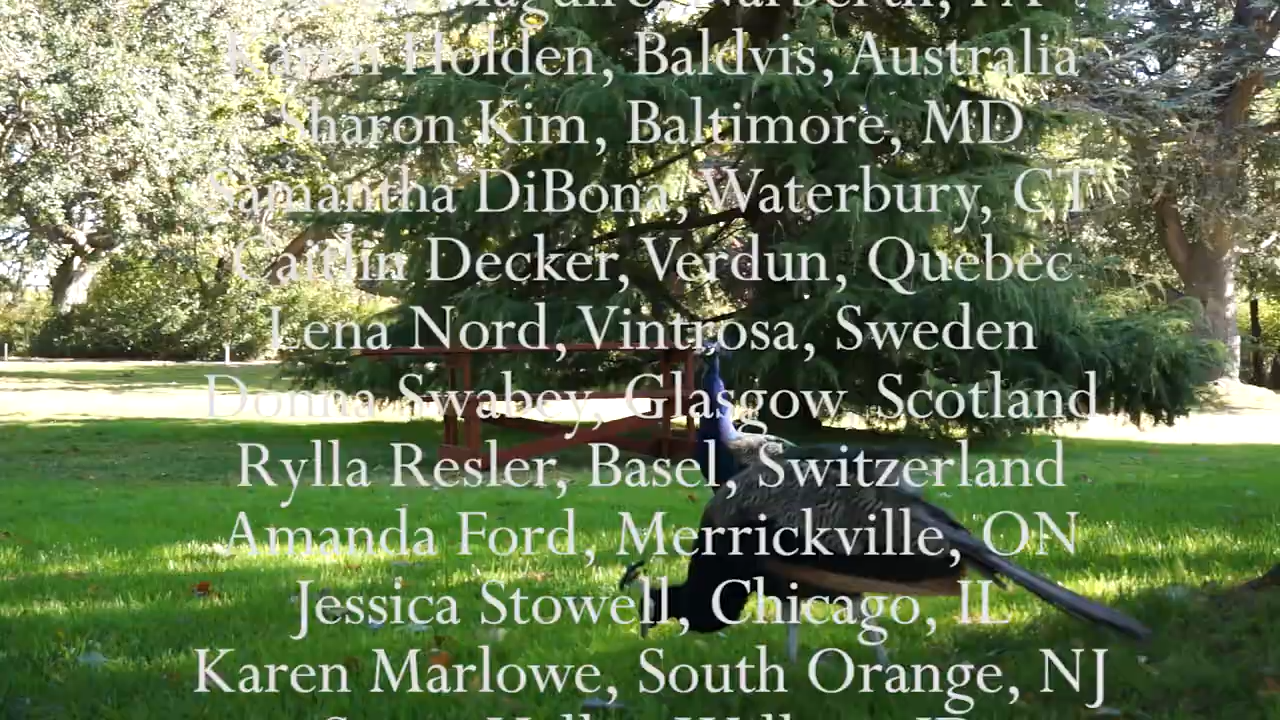 Narberth, PA
Karen Holden, Baldvis, Australia
Sharon Kim, Baltimore, MD
Samantha DiBona, Waterbury, CT
Caitlin Decker, Verdun, Quebec
Lena Nord, Vintrosa, Sweden
Donna Swabey, Glasgow, Scotland
Rylla Resler, Basel, Switzerland
Amanda Ford, Merrickville, ON
Jessica Stowell, Chicago, IL
Karen Marlowe, South Orange, NJ